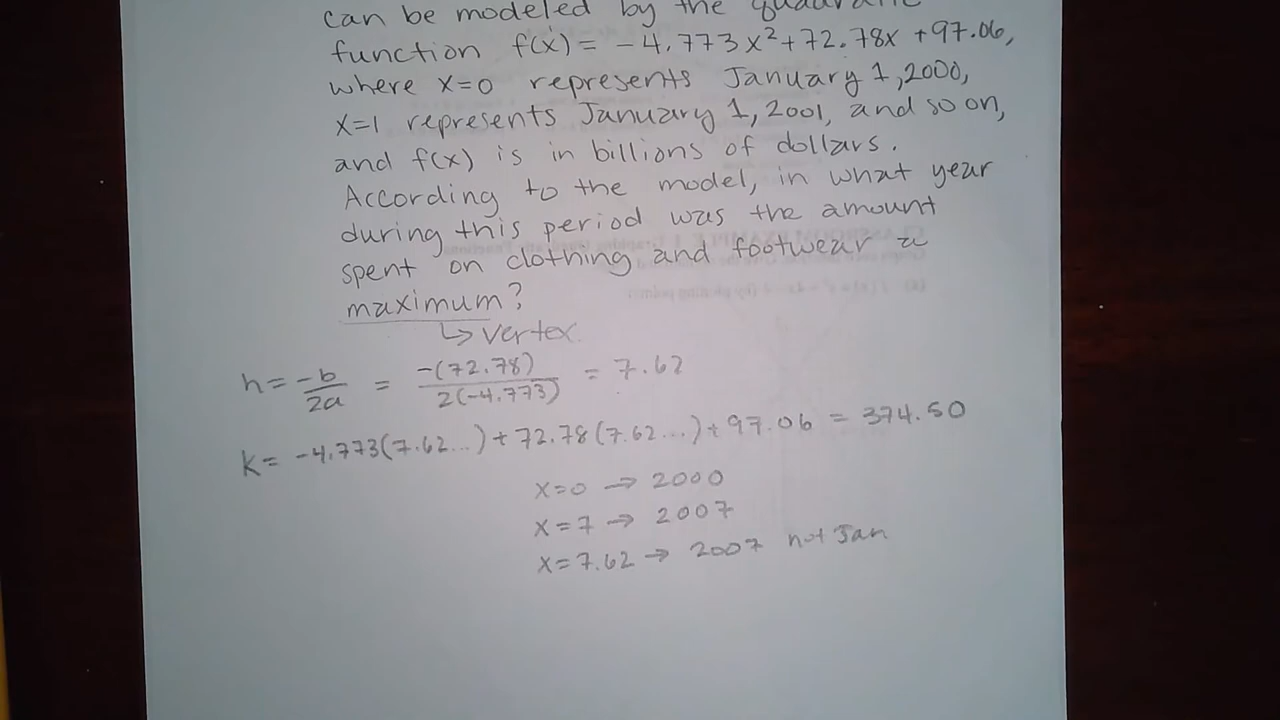 can be modeled by the quadratic
function f(x) = -4.773x²+72.78x +97.06,
where x=0 represents January 1, 2000,
x=1 represents January 1, 2001, and so on,
and f(x) is in billions of dollars.
According to the model, in what year
during this period was the amount
spent on clothing and footwear a
maximum?
↳ vertex
h = -b/2a = -(72.78)/2(-4.773) = 7.62
K = -4.773(7.62...) + 72.78(7.62...) + 97.06 = 374.50
x=0 → 2000
x=7 → 2007
x=7.62 → 2007 not Jan